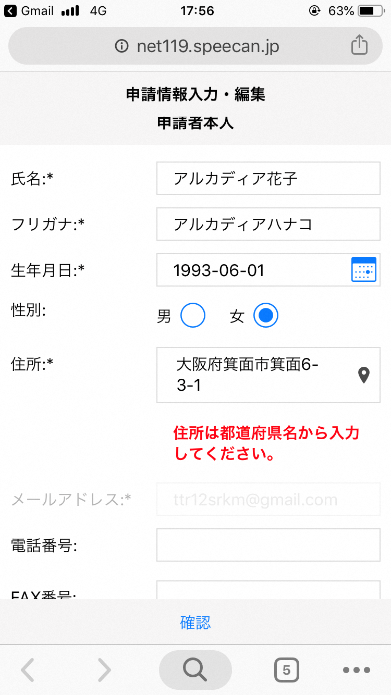 Gmail 4G 17:56 63%
net119.speecan.jp
申請情報入力・編集
申請者本人
氏名:* アルカディア花子
フリガナ:* アルカディアハナコ
生年月日:* 1993-06-01
性別: 男 女
住所:* 大阪府箕面市箕面6-
3-1
住所は都道府県名から入力
してください。
メールアドレス:* ttr12srkm@gmail.com
電話番号:
FAX番号:
確認
5